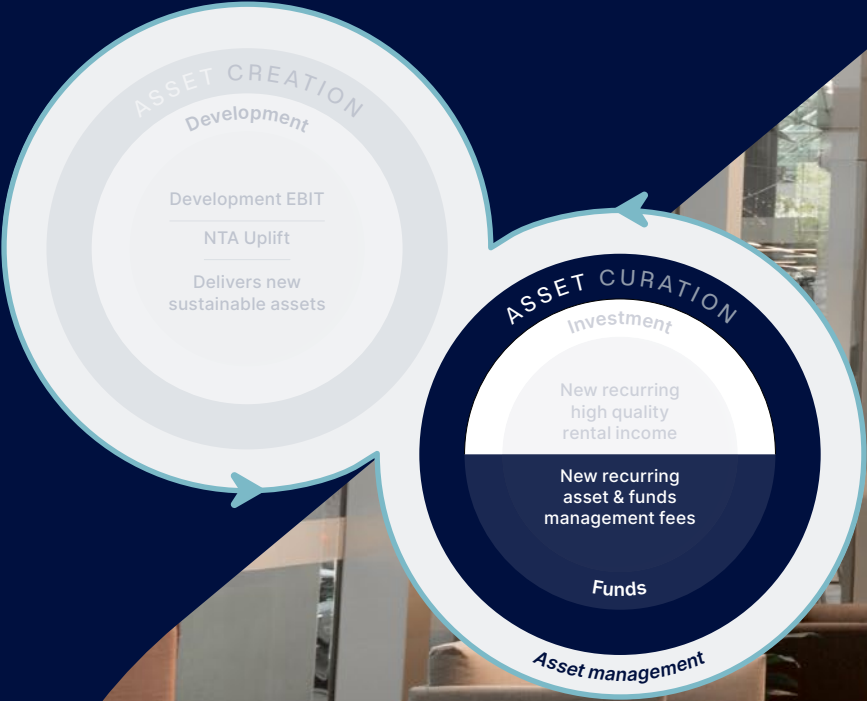 ASSET CREATION
Development
Development EBIT
NTA Uplift
Delivers new
sustainable assets
ASSET CURATION
Investment
New recurring
high quality
rental income
New recurring
asset & funds
management fees
Funds
Asset management